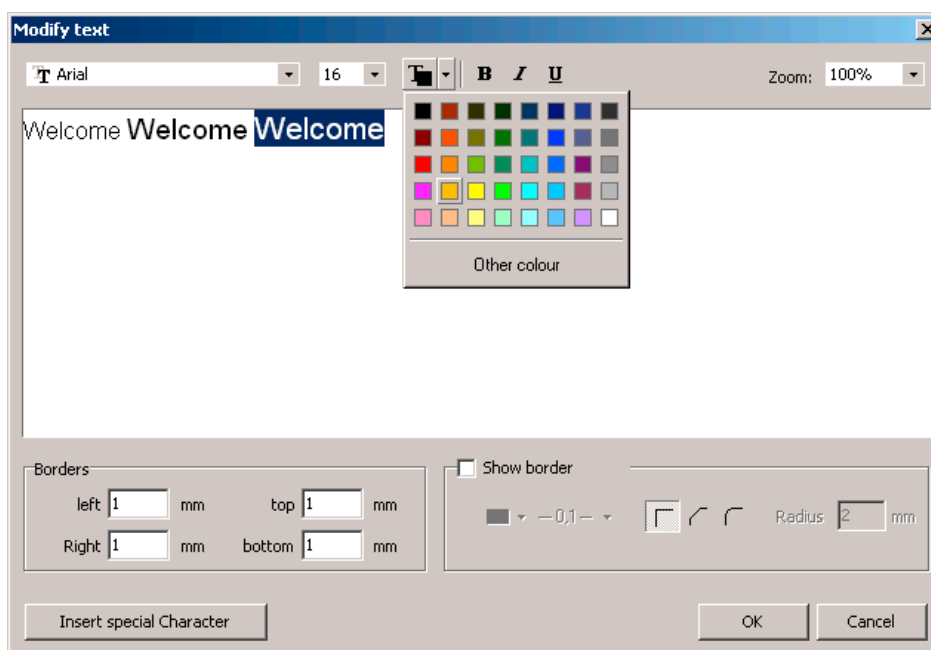 Modify text
Arial 16 T B I U Zoom: 100%
Welcome Welcome Welcome
Other colour
Borders
left 1 mm top 1 mm
Right 1 mm bottom 1 mm
Show border
0,1 Radius 2 mm
Insert special Character OK Cancel